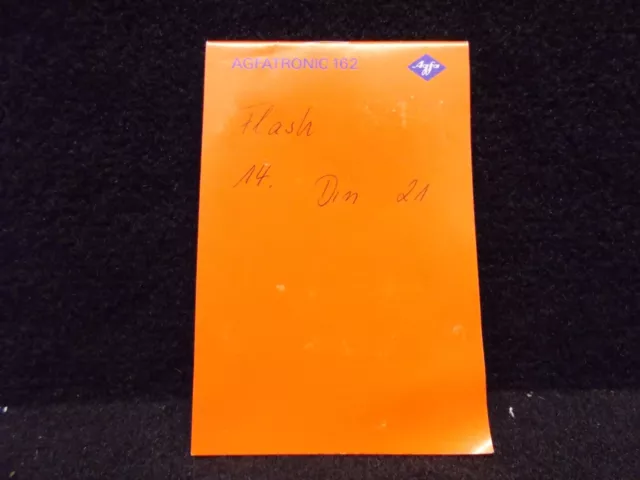 AGFATRONIC 162
Agfa
Flash
14. Din 21